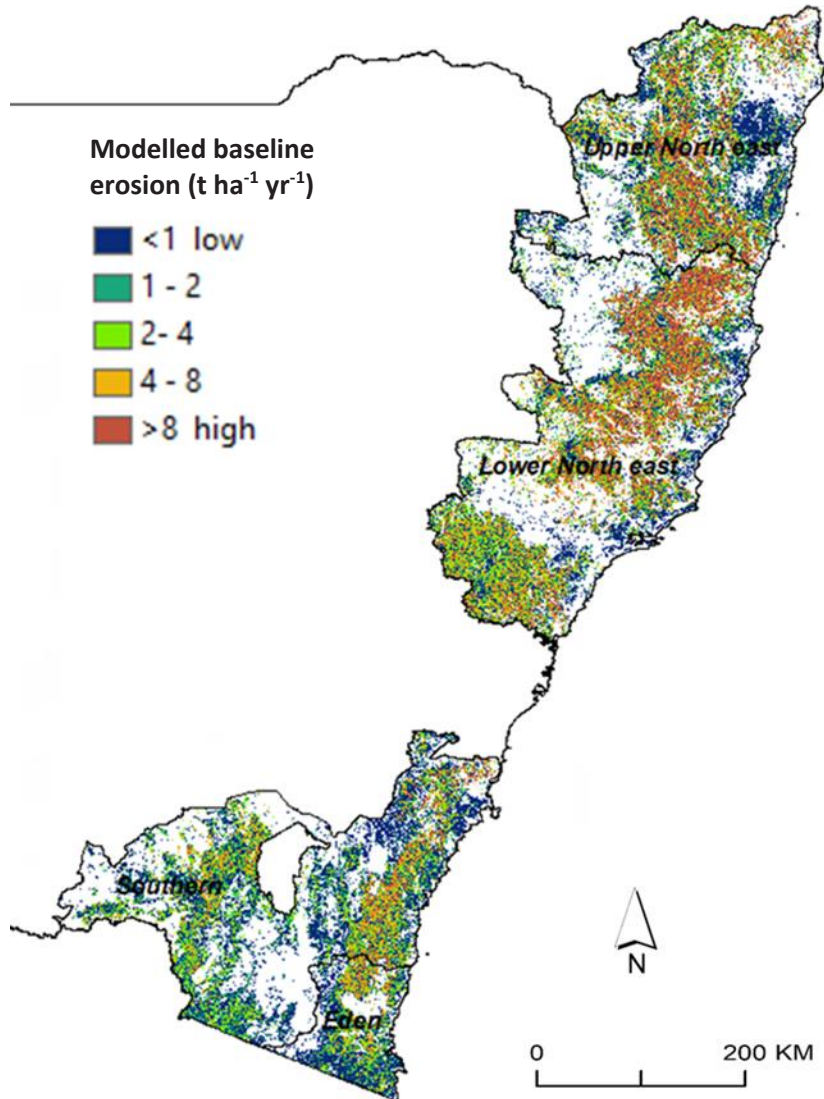 Modelled baseline
erosion (t ha⁻¹ yr⁻¹)
<1 low
1 - 2
2- 4
4 - 8
>8 high
Upper North east
Lower North east
Southern
Eden
N
0 200 KM